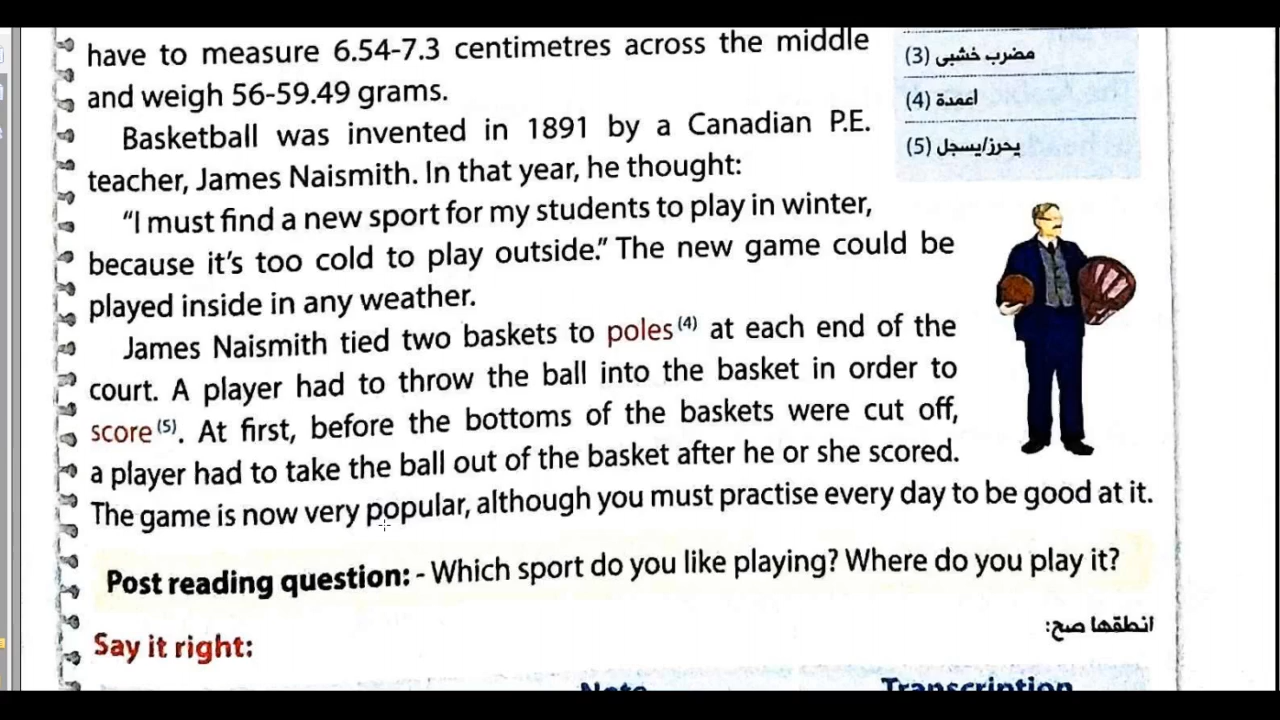 have to measure 6.54-7.3 centimetres across the middle
and weigh 56-59.49 grams.
Basketball was invented in 1891 by a Canadian P.E.
teacher, James Naismith. In that year, he thought:
"I must find a new sport for my students to play in winter,
because it's too cold to play outside." The new game could be
played inside in any weather.
James Naismith tied two baskets to poles (4) at each end of the
court. A player had to throw the ball into the basket in order to
score (5). At first, before the bottoms of the baskets were cut off,
a player had to take the ball out of the basket after he or she scored.
The game is now very popular, although you must practise every day to be good at it.
(3) مضرب خشبى
(4) أعمدة
(5) يحرز/يسجل
Post reading question: - Which sport do you like playing? Where do you play it?
انطقها صح:
Say it right:
Note Transcription